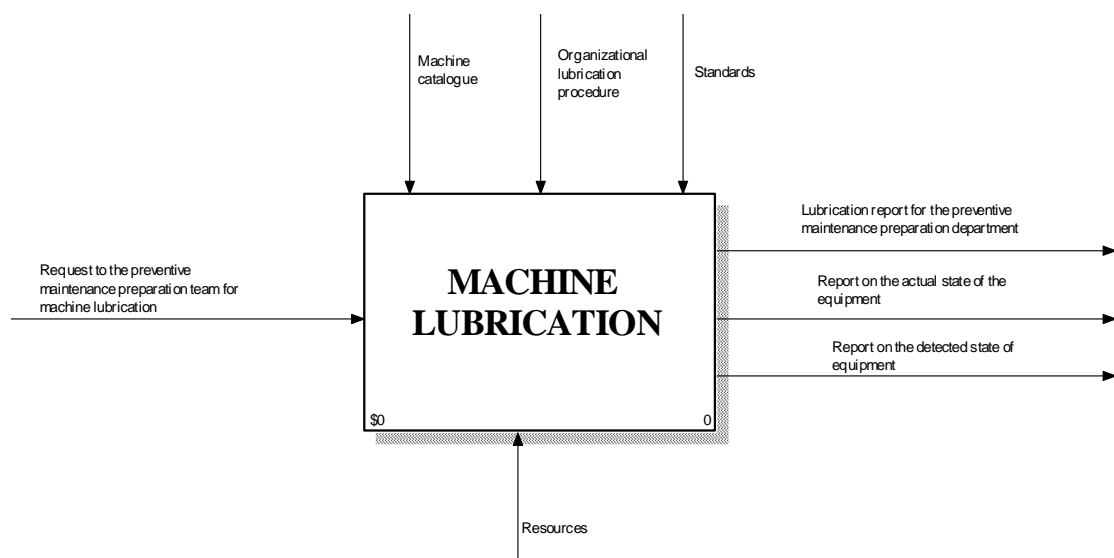 Machine
catalogue
Organizational
lubrication
procedure
Standards
Lubrication report for the preventive
maintenance preparation department
Request to the preventive
maintenance preparation team for
machine lubrication
MACHINE
LUBRICATION
Report on the actual state of the
equipment
Report on the detected state of
equipment
$0
0
Resources